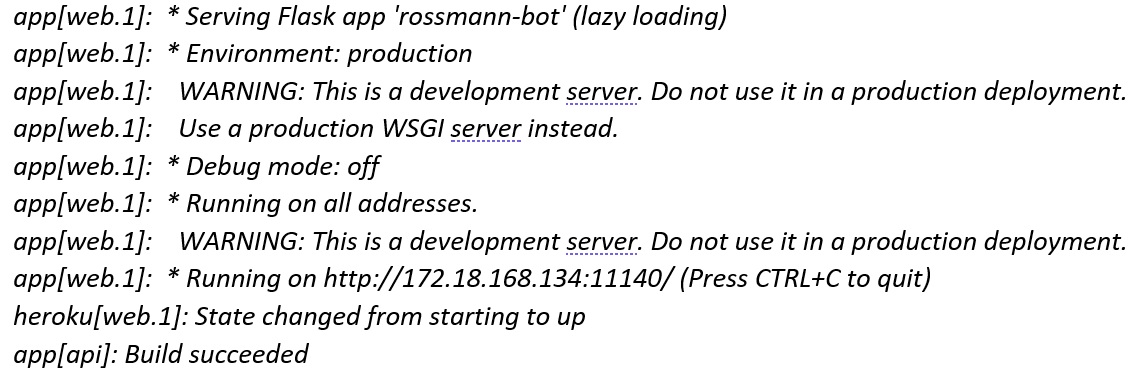 app[web.1]:  * Serving Flask app 'rossmann-bot' (lazy loading)
app[web.1]:  * Environment: production
app[web.1]:    WARNING: This is a development server. Do not use it in a production deployment.
app[web.1]:    Use a production WSGI server instead.
app[web.1]:  * Debug mode: off
app[web.1]:  * Running on all addresses.
app[web.1]:    WARNING: This is a development server. Do not use it in a production deployment.
app[web.1]:  * Running on http://172.18.168.134:11140/ (Press CTRL+C to quit)
heroku[web.1]: State changed from starting to up
app[api]: Build succeeded